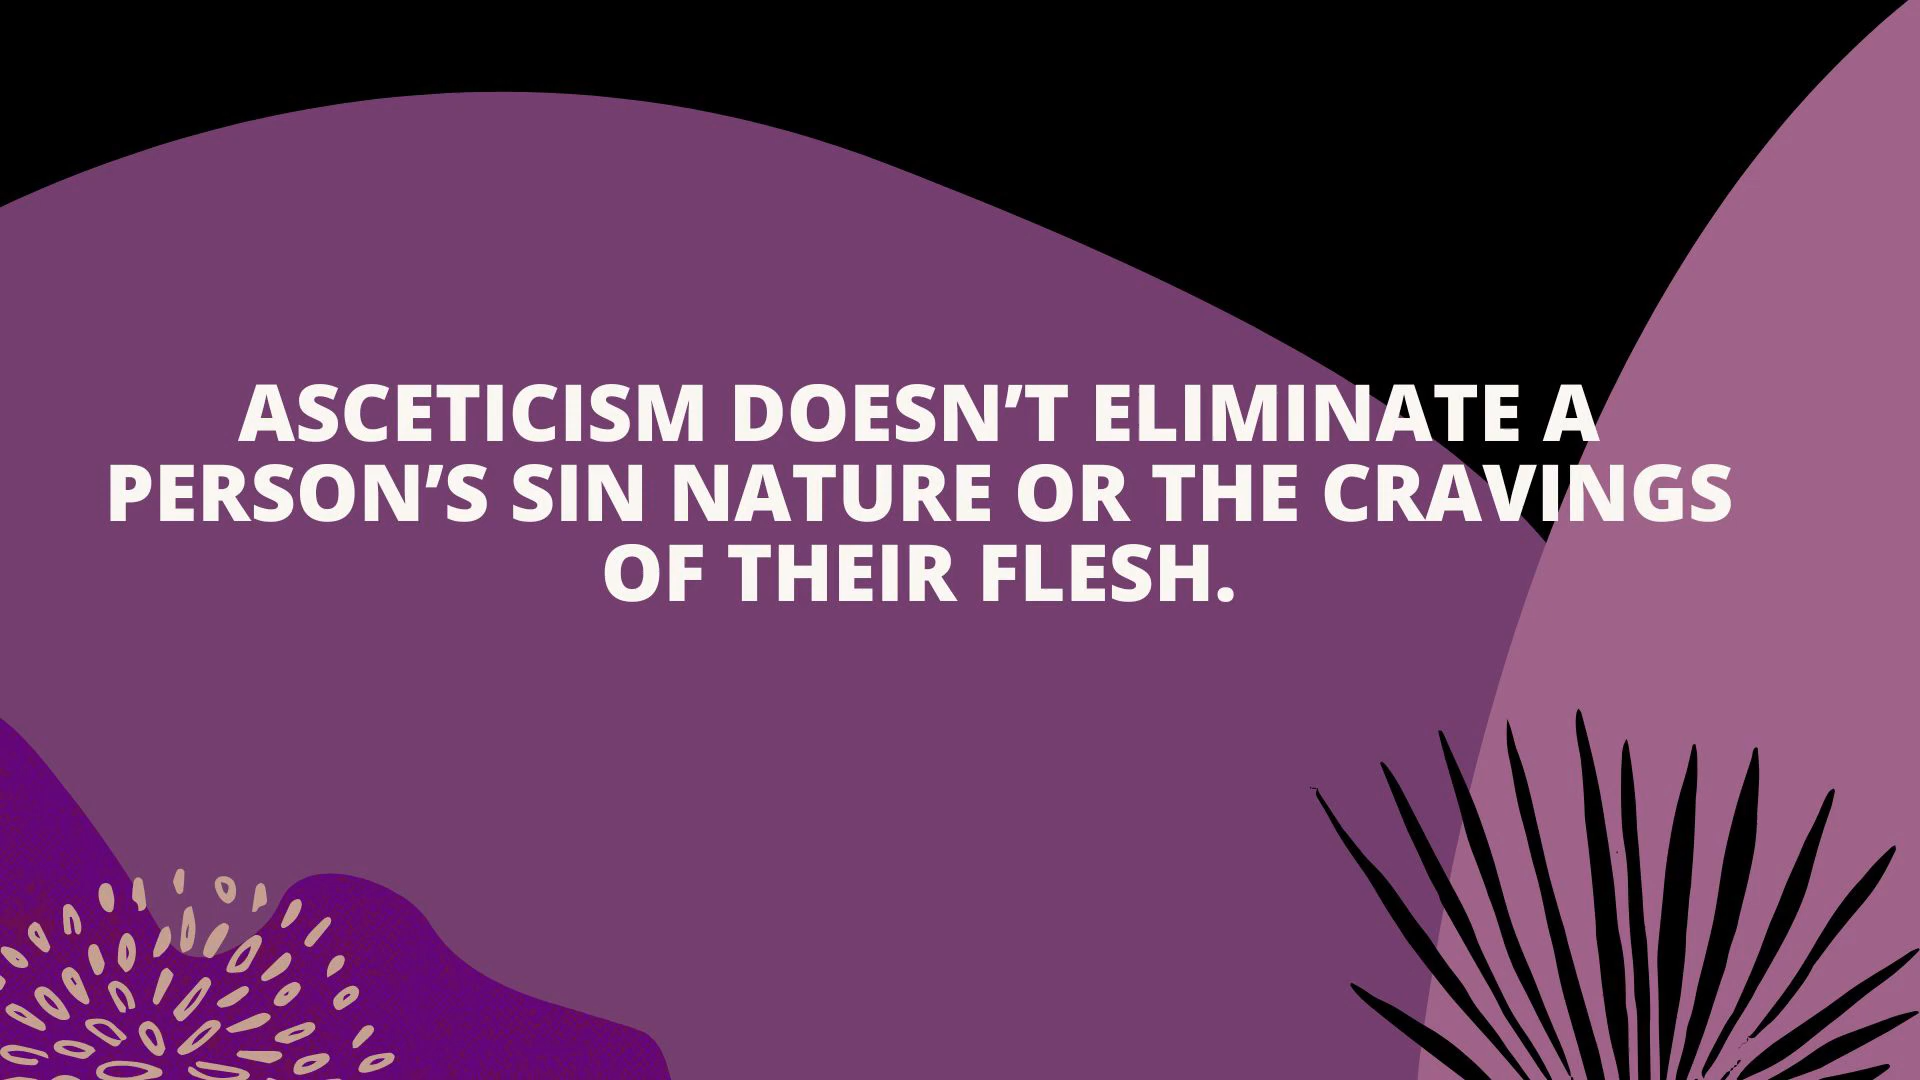 ASCETICISM DOESN’T ELIMINATE A
PERSON’S SIN NATURE OR THE CRAVINGS
OF THEIR FLESH.